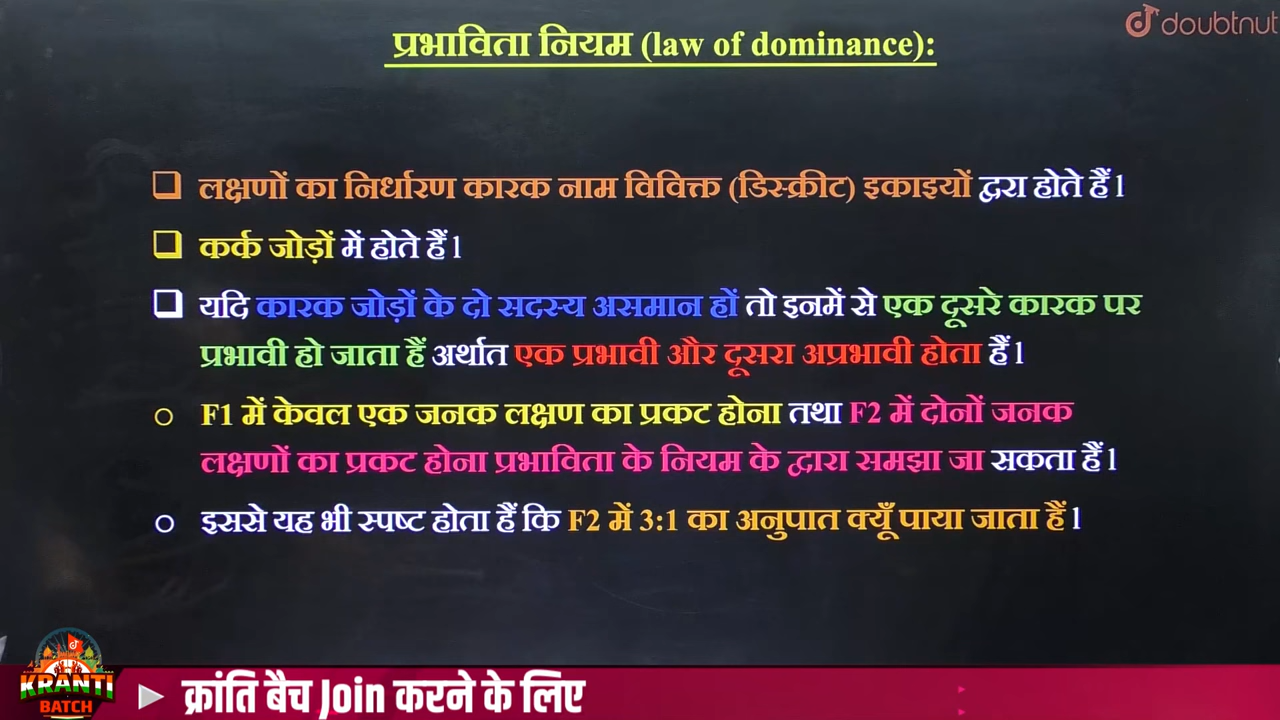 प्रभाविता नियम (law of dominance):
doubtnut
लक्षणों का निर्धारण कारक नाम विविक्त (डिस्क्रीट) इकाइयों द्वरा होते हैं l
कर्क जोड़ों में होते हैं l
यदि कारक जोड़ों के दो सदस्य असमान हों तो इनमें से एक दूसरे कारक पर
प्रभावी हो जाता हैं अर्थात एक प्रभावी और दूसरा अप्रभावी होता हैं l
F1 में केवल एक जनक लक्षण का प्रकट होना तथा F2 में दोनों जनक
लक्षणों का प्रकट होना प्रभाविता के नियम के द्वारा समझा जा सकता हैं l
इससे यह भी स्पष्ट होता हैं कि F2 में 3:1 का अनुपात क्यूँ पाया जाता हैं l
KRANTI
BATCH
क्रांति बैच Join करने के लिए